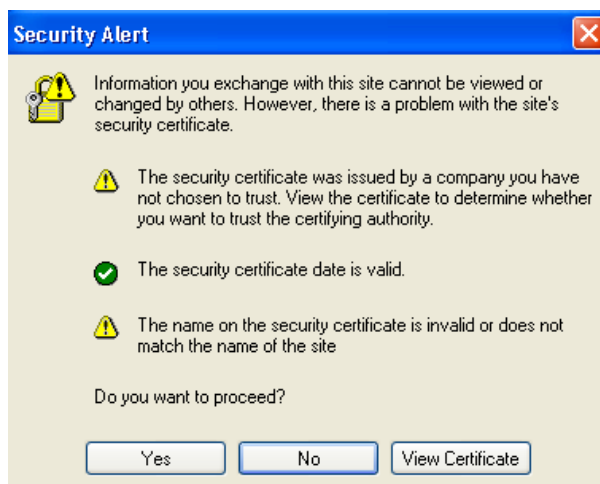 Security Alert
Information you exchange with this site cannot be viewed or
changed by others. However, there is a problem with the site's
security certificate.
The security certificate was issued by a company you have
not chosen to trust. View the certificate to determine whether
you want to trust the certifying authority.
The security certificate date is valid.
The name on the security certificate is invalid or does not
match the name of the site
Do you want to proceed?
Yes No View Certificate